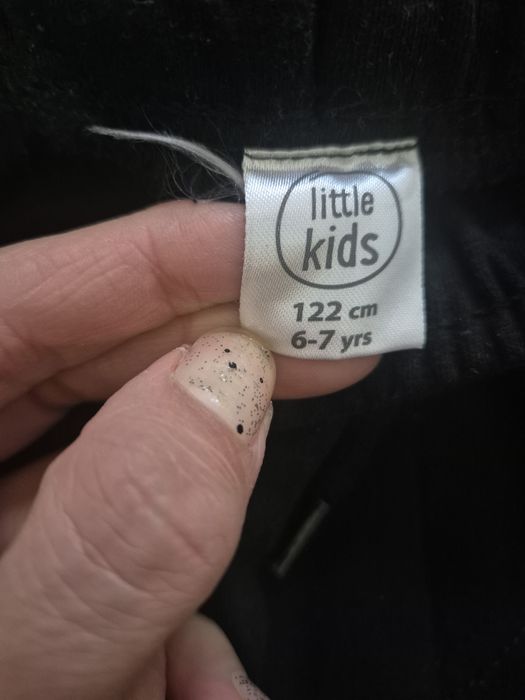 little
kids
122 cm
6-7 yrs